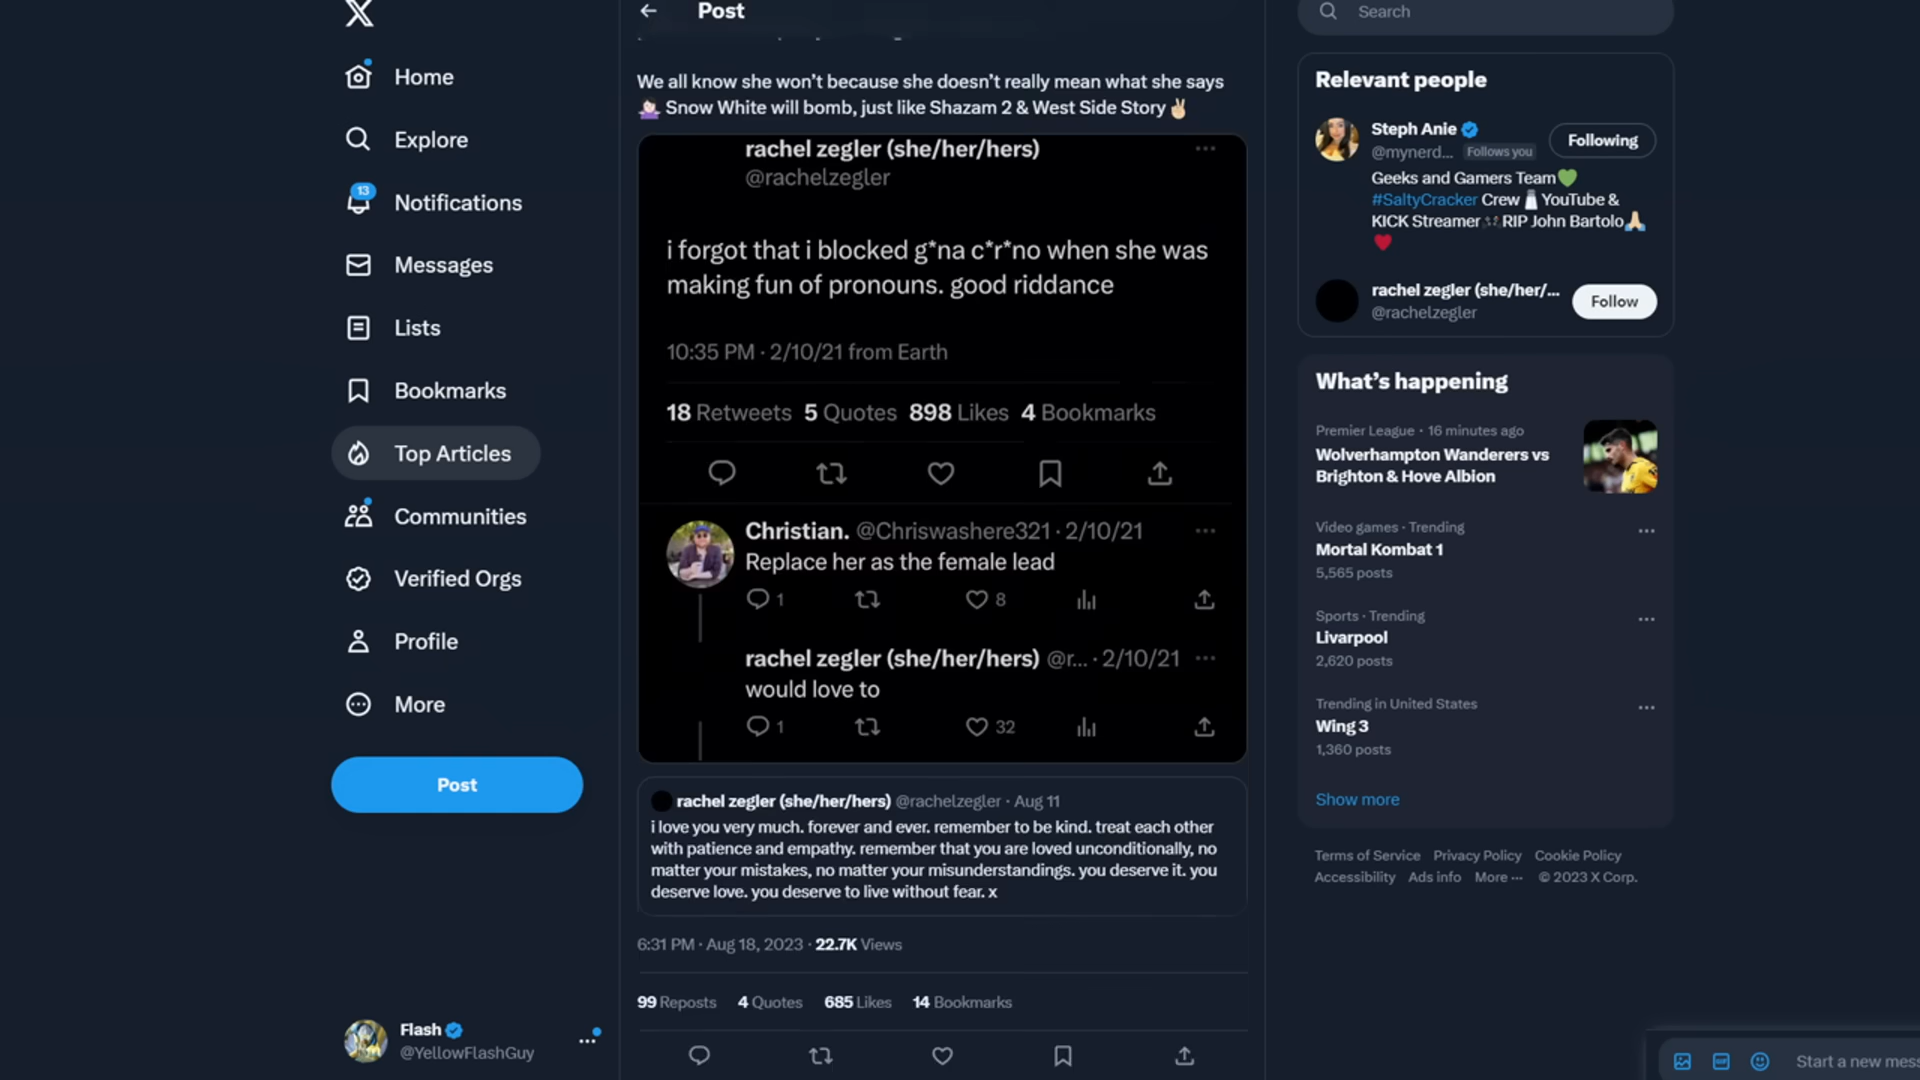 Home
Explore
13
Notifications
Messages
Lists
Bookmarks
Top Articles
Communities
Verified Orgs
Profile
More
Post
Flash
@YellowFlashGuy
Post
We all know she won't because she doesn't really mean what she says
🤷🏻‍♀️ Snow White will bomb, just like Shazam 2 & West Side Story ✌🏻
rachel zegler (she/her/hers)
@rachelzegler
i forgot that i blocked g*na c*r*no when she was
making fun of pronouns. good riddance
10:35 PM · 2/10/21 from Earth
18 Retweets 5 Quotes 898 Likes 4 Bookmarks
Christian. @Chriswashere321 · 2/10/21
Replace her as the female lead
1 8
rachel zegler (she/her/hers) @r... · 2/10/21
would love to
1 32
rachel zegler (she/her/hers) @rachelzegler · Aug 11
i love you very much. forever and ever. remember to be kind. treat each other
with patience and empathy. remember that you are loved unconditionally, no
matter your mistakes, no matter your misunderstandings. you deserve it. you
deserve love. you deserve to live without fear. x
6:31 PM · Aug 18, 2023 · 22.7K Views
99 Reposts 4 Quotes 685 Likes 14 Bookmarks
Search
Relevant people
Steph Anie
@mynerd... Follows you
Following
Geeks and Gamers Team💚
#SaltyCracker Crew🧂YouTube &
KICK Streamer RIP John Bartolo🙏🏻
❤️
rachel zegler (she/her/...
@rachelzegler
Follow
What's happening
Premier League · 16 minutes ago
Wolverhampton Wanderers vs
Brighton & Hove Albion
Video games · Trending
Mortal Kombat 1
5,565 posts
Sports · Trending
Livarpool
2,620 posts
Trending in United States
Wing 3
1,360 posts
Show more
Terms of Service Privacy Policy Cookie Policy
Accessibility Ads info More ··· © 2023 X Corp.
Start a new mess